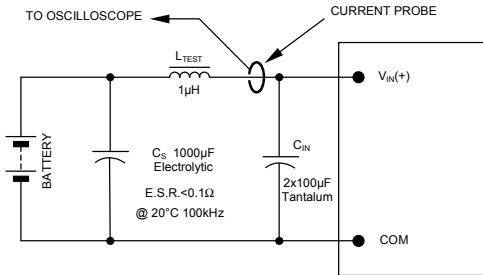 TO OSCILLOSCOPE
CURRENT PROBE
L_TEST
1µH
V_IN(+)
BATTERY
C_S 1000µF
Electrolytic
E.S.R.<0.1Ω
@ 20°C 100kHz
C_IN
2x100µF
Tantalum
COM